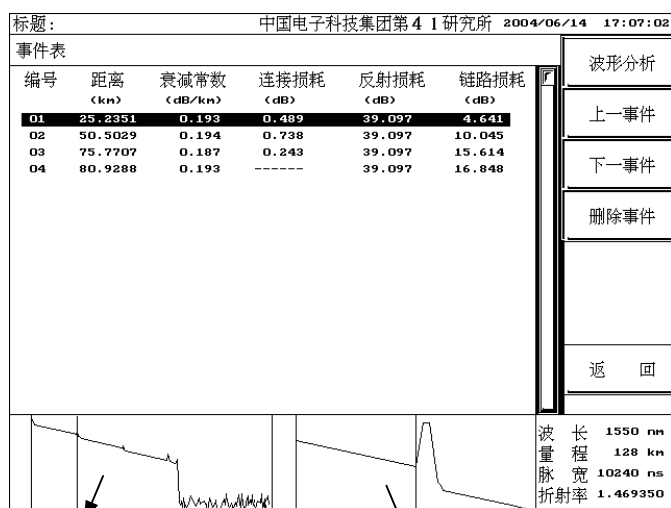 标题: 中国电子科技集团第４１研究所 2004/06/14 17:07:02
事件表
编号 距离 衰减常数 连接损耗 反射损耗 链路损耗
(km) (dB/km) (dB) (dB) (dB)
01 25.2351 0.193 0.489 39.097 4.641
02 50.5029 0.194 0.738 39.097 10.045
03 75.7707 0.187 0.243 39.097 15.614
04 80.9288 0.193 ------ 39.097 16.848
波形分析
上一事件
下一事件
删除事件
返 回
波 长 1550 nm
量 程 128 km
脉 宽 10240 ns
折射率 1.469350